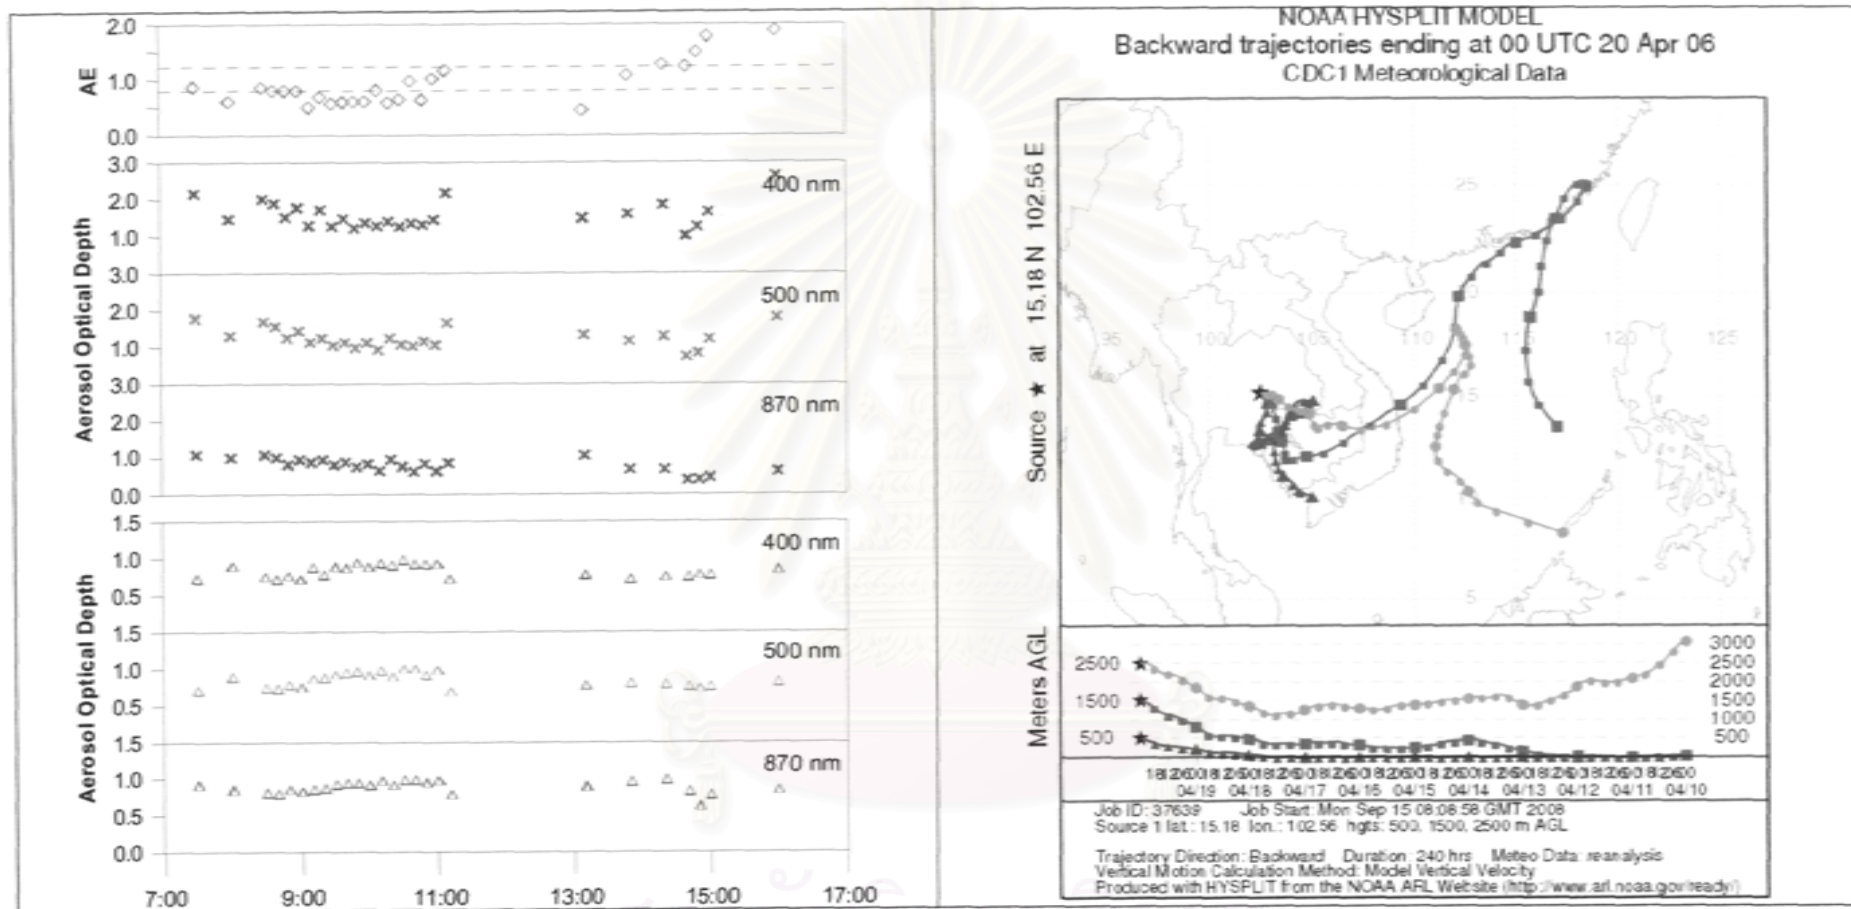 2.0
1.0
0.0
AE
3.0
2.0
1.0
400 nm
3.0
2.0
1.0
500 nm
3.0
2.0
1.0
0.0
870 nm
Aerosol Optical Depth
1.5
1.0
0.5
400 nm
1.5
1.0
0.5
500 nm
1.5
1.0
0.5
0.0
870 nm
Aerosol Optical Depth
7:00 9:00 11:00 13:00 15:00 17:00
NOAA HYSPLIT MODEL
Backward trajectories ending at 00 UTC 20 Apr 06
CDC1 Meteorological Data
Source ★ at 15.18 N 102.56 E
25
95 100 105 110 115 120 125
15
5
Meters AGL
2500
1500
500
3000
2500
2000
1500
1000
500
04/19 04/18 04/17 04/16 04/15 04/14 04/13 04/12 04/11 04/10
Job ID: 37639 Job Start: Mon Sep 15 08:08:58 GMT 2008
Source 1 lat.: 15.18 lon.: 102.56 hgts: 500, 1500, 2500 m AGL
Trajectory Direction: Backward Duration: 240 hrs Meteo Data: reanalysis
Vertical Motion Calculation Method: Model Vertical Velocity
Produced with HYSPLIT from the NOAA ARL Website (http://www.arl.noaa.gov/ready/)